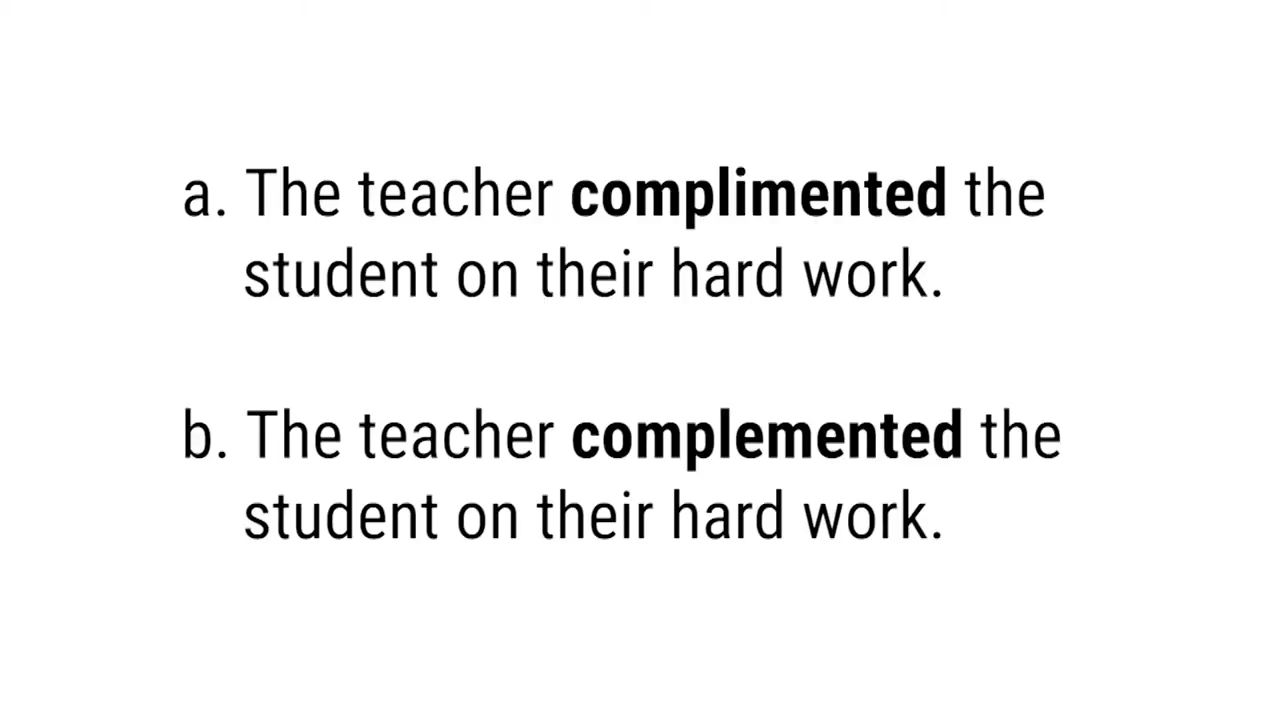 a. The teacher complimented the
student on their hard work.
b. The teacher complemented the
student on their hard work.